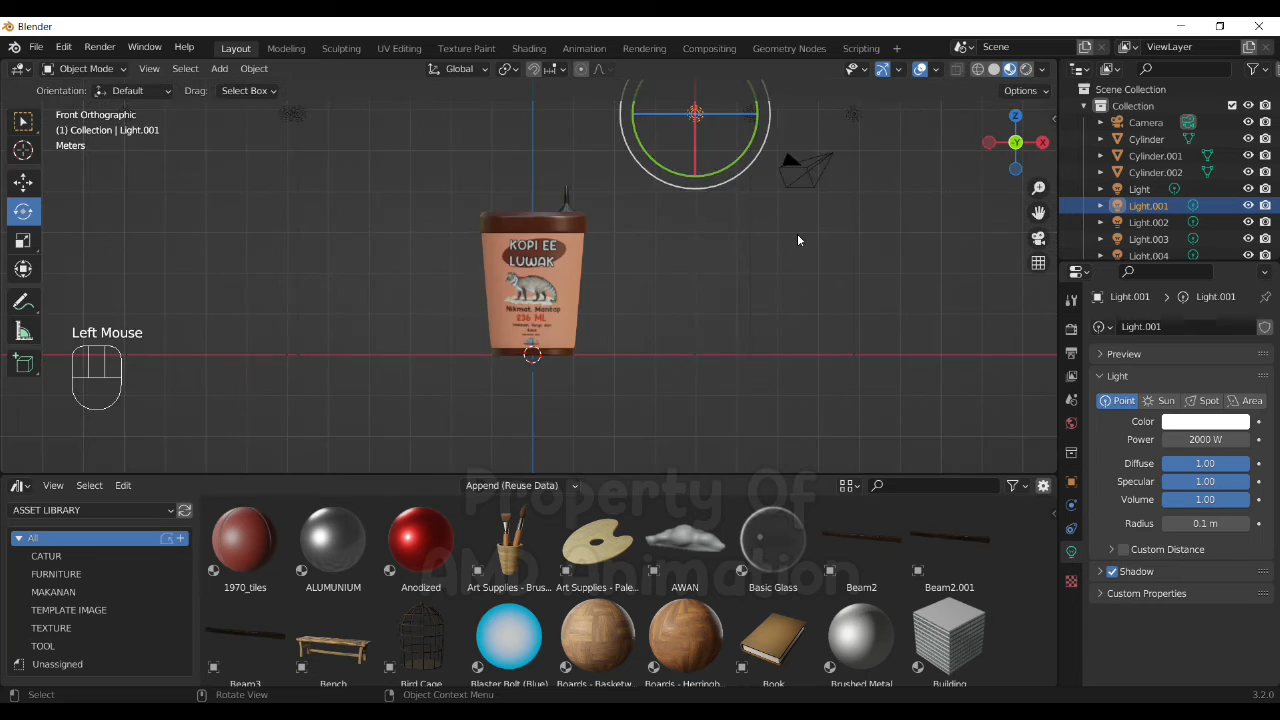 Blender
File Edit Render Window Help
Layout Modeling Sculpting UV Editing Texture Paint Shading Animation Rendering Compositing Geometry Nodes Scripting +
Scene ViewLayer
Object Mode View Select Add Object Global
Orientation: Default Drag: Select Box Options
Front Orthographic
(1) Collection | Light.001
Meters
Z
-Y
X
KOPI EE
LUWAK
Nikmat, Mantap
236 ML
Left Mouse
Scene Collection
Collection
Camera
Cylinder
Cylinder.001
Cylinder.002
Light
Light.001
Light.002
Light.003
Light.004
Light.001 Light.001
Light.001
Preview
Light
Point Sun Spot Area
Color
Power 2000 W
Diffuse 1.00
Specular 1.00
Volume 1.00
Radius 0.1 m
Custom Distance
Shadow
Custom Properties
View Select Edit Append (Reuse Data)
Property Of
AMD Animation
ASSET LIBRARY
All
CATUR
FURNITURE
MAKANAN
TEMPLATE IMAGE
TEXTURE
TOOL
Unassigned
1970_tiles ALUMUNIUM Anodized Art Supplies - Brus... Art Supplies - Pale... AWAN Basic Glass Beam2 Beam2.001
Beam3 Bench Bird Cage Blaster Bolt (Blue) Boards - Basketw... Boards - Herringb... Book Brushed Metal Building
Select Rotate View Object Context Menu 3.2.0